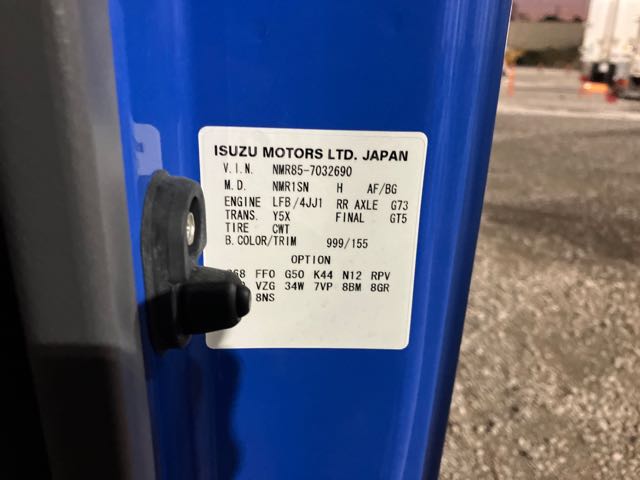 ISUZU MOTORS LTD. JAPAN
V.I.N. NMR85-7032690
M.D. NMR1SN H AF/BG
ENGINE LFB/4JJ1 RR AXLE G73
TRANS. Y5X FINAL GT5
TIRE CWT
B.COLOR/TRIM 999/155
OPTION
FF0 G50 K44 N12 RPV
VZG 34W 7VP 8BM 8GR
8NS